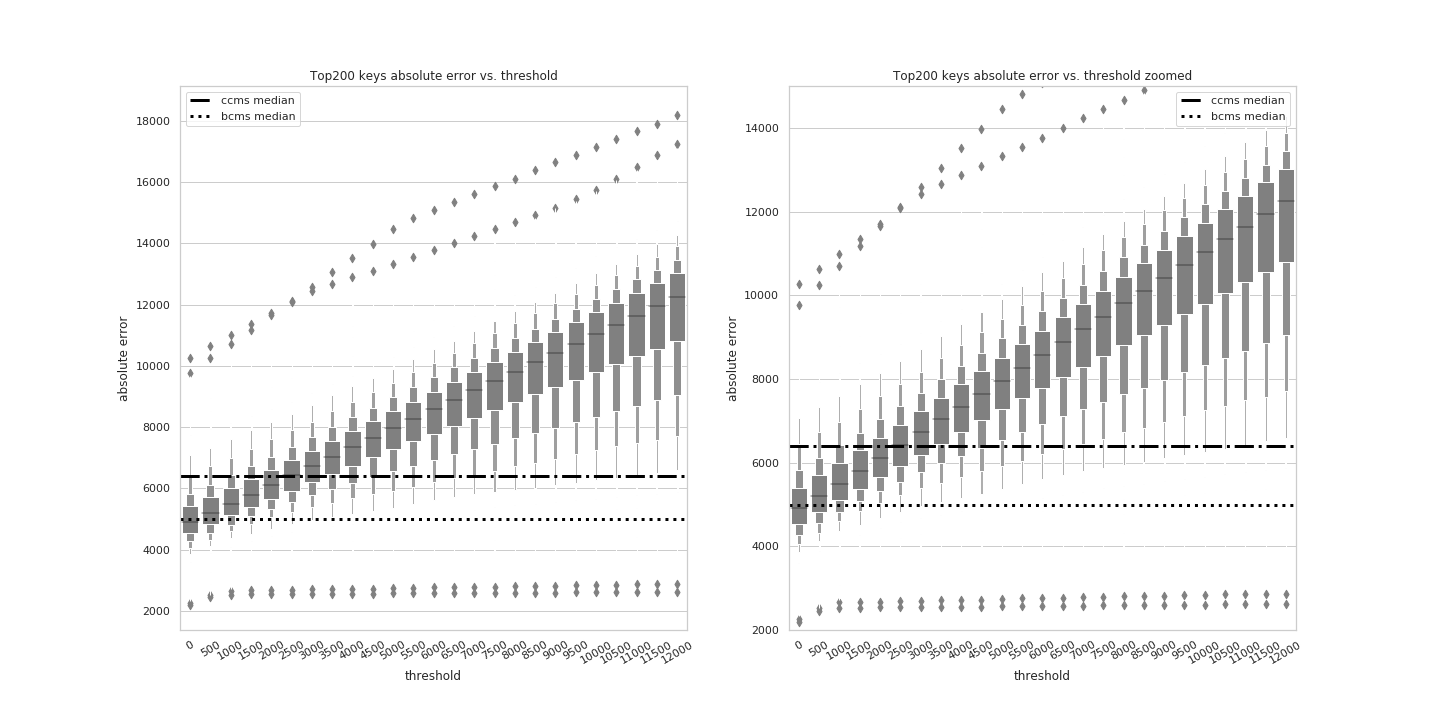 Top200 keys absolute error vs. threshold
ccms median
bcms median
18000
16000
14000
12000
10000
8000
6000
4000
2000
absolute error
0 500 1000 1500 2000 2500 3000 3500 4000 4500 5000 5500 6000 6500 7000 7500 8000 8500 9000 9500 10000 10500 11000 11500 12000
threshold
Top200 keys absolute error vs. threshold zoomed
ccms median
bcms median
14000
12000
10000
8000
6000
4000
2000
absolute error
0 500 1000 1500 2000 2500 3000 3500 4000 4500 5000 5500 6000 6500 7000 7500 8000 8500 9000 9500 10000 10500 11000 11500 12000
threshold